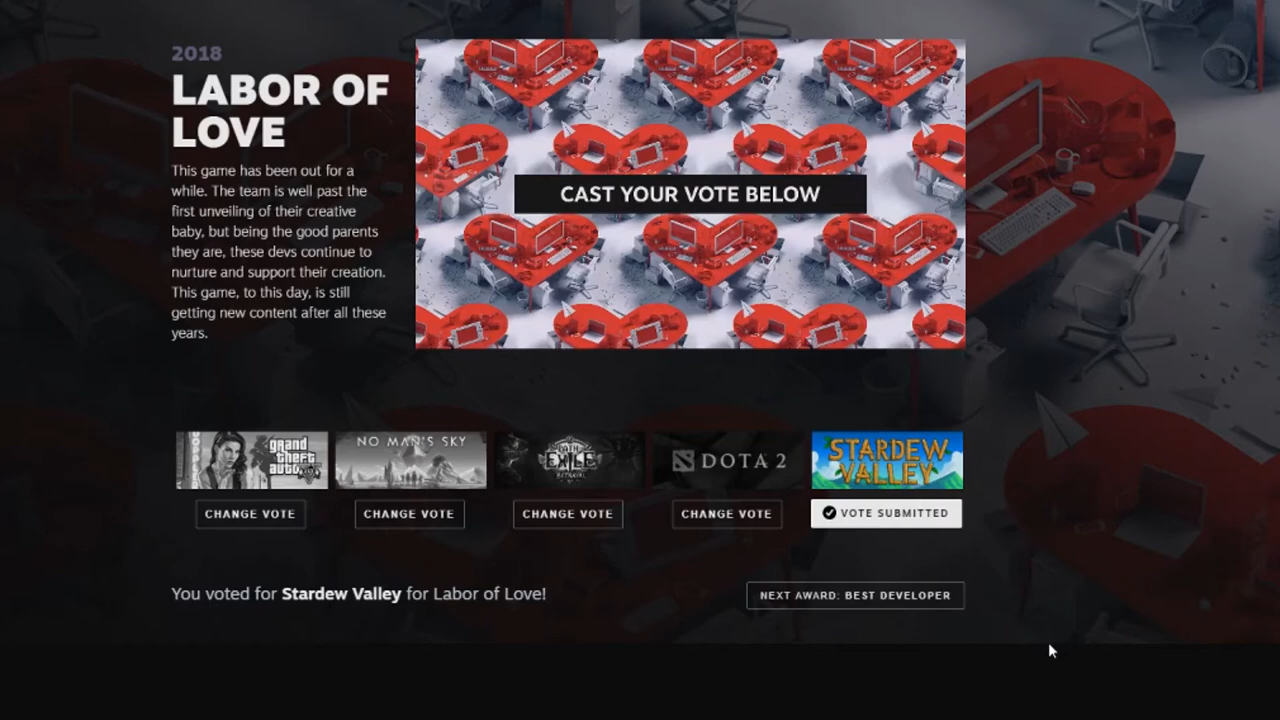 2018
LABOR OF
LOVE
This game has been out for a
while. The team is well past the
first unveiling of their creative
baby, but being the good parents
they are, these devs continue to
nurture and support their creation.
This game, to this day, is still
getting new content after all these
years.
CAST YOUR VOTE BELOW
grand
theft
auto
NO MAN'S SKY
PATH
EXILE
BETRAYAL
DOTA 2
STARDEW
VALLEY
CHANGE VOTE
CHANGE VOTE
CHANGE VOTE
CHANGE VOTE
VOTE SUBMITTED
You voted for Stardew Valley for Labor of Love!
NEXT AWARD: BEST DEVELOPER